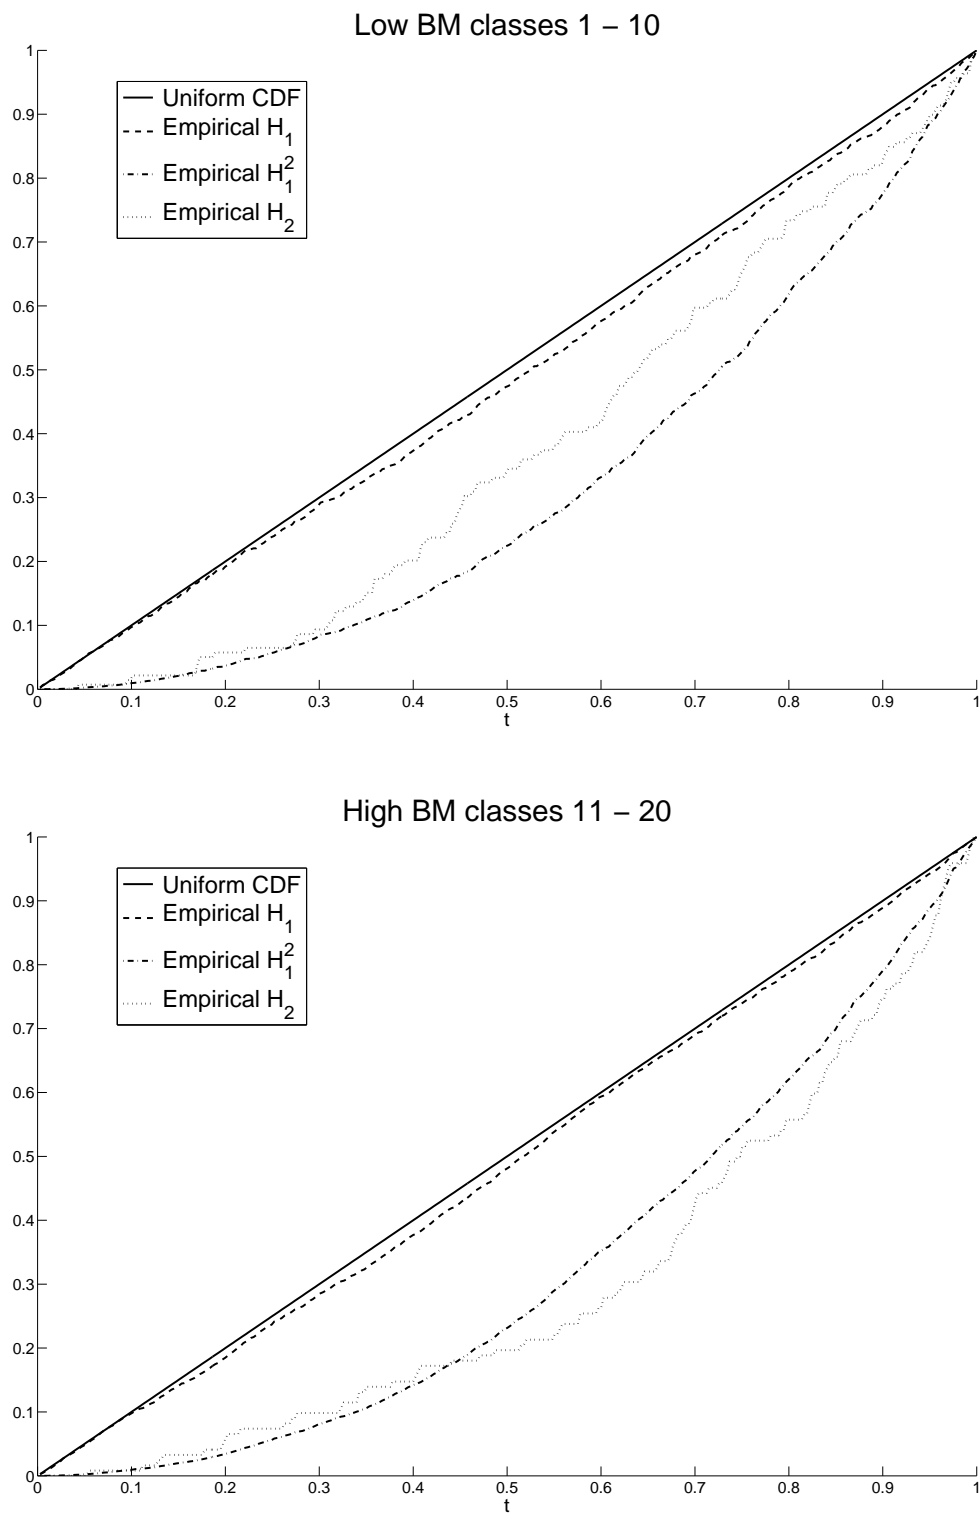 Low BM classes 1 – 10
1
0.9
0.8
0.7
0.6
0.5
0.4
0.3
0.2
0.1
0
Uniform CDF
Empirical H₁
Empirical H₁²
Empirical H₂
0 0.1 0.2 0.3 0.4 0.5 0.6 0.7 0.8 0.9 1
t
High BM classes 11 – 20
1
0.9
0.8
0.7
0.6
0.5
0.4
0.3
0.2
0.1
0
Uniform CDF
Empirical H₁
Empirical H₁²
Empirical H₂
0 0.1 0.2 0.3 0.4 0.5 0.6 0.7 0.8 0.9 1
t